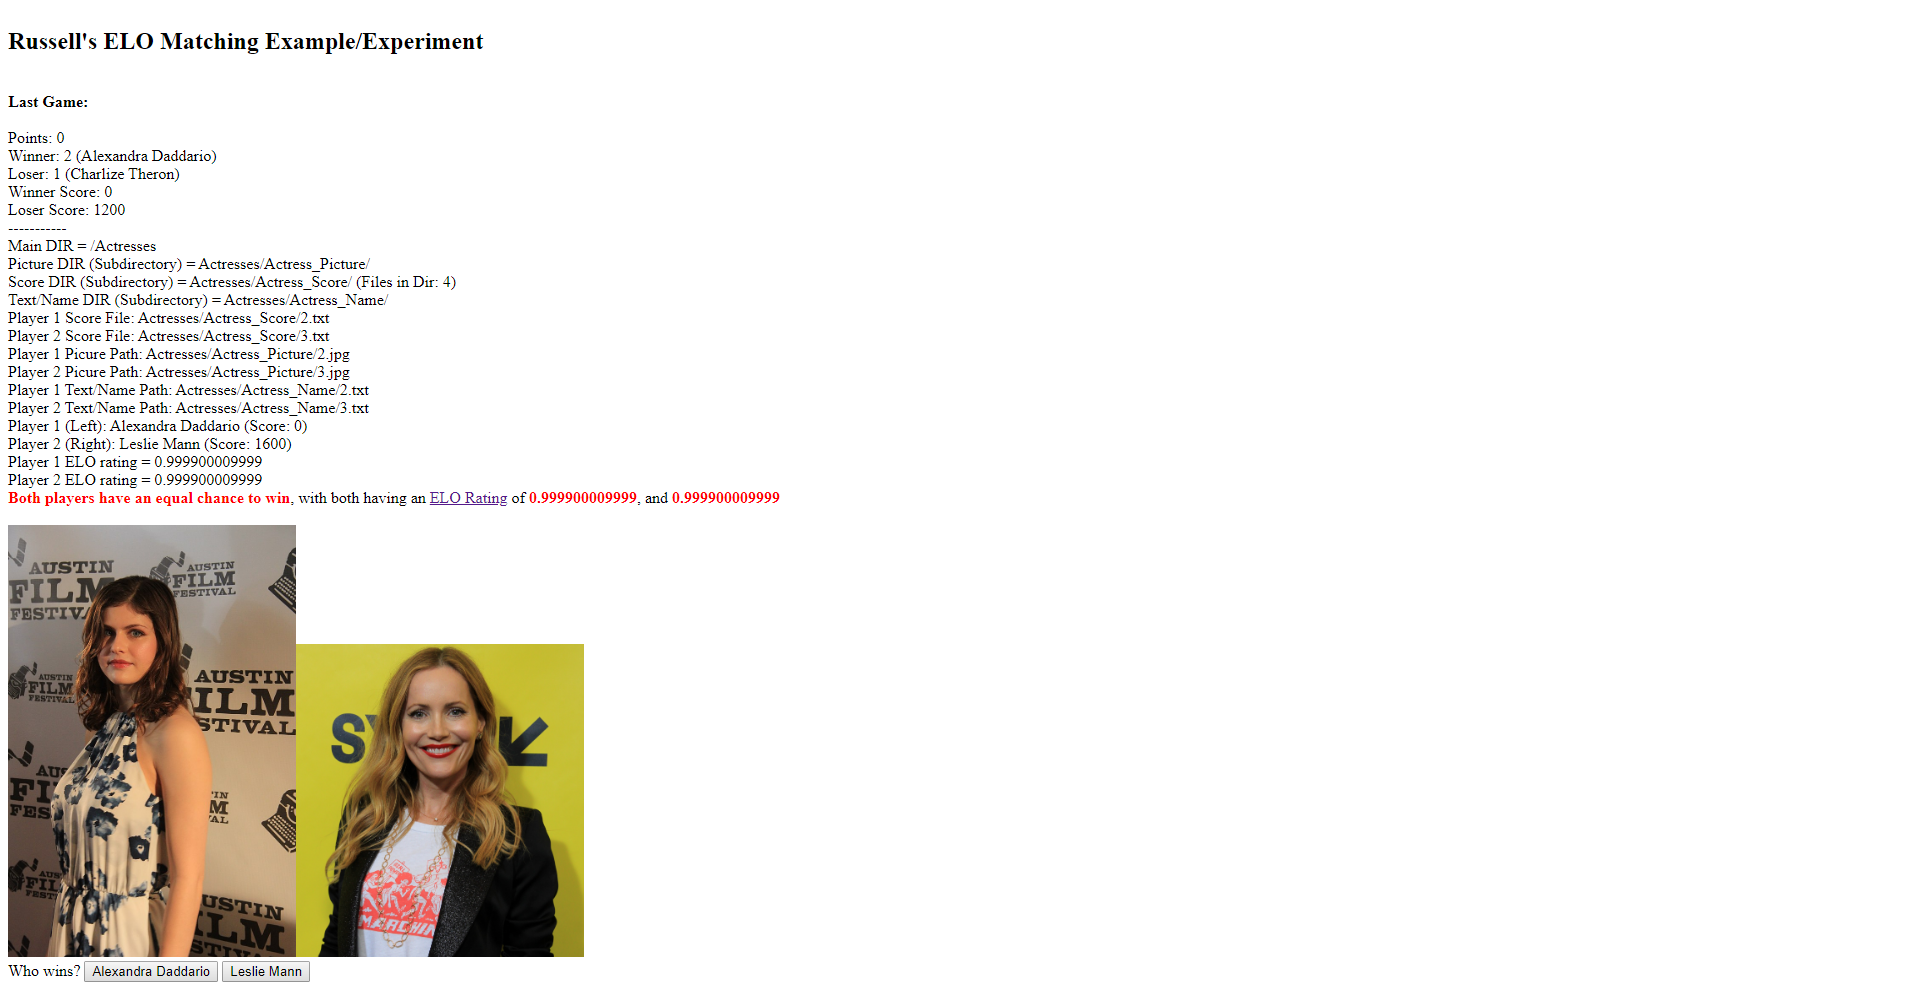 Russell's ELO Matching Example/Experiment
Last Game:
Points: 0
Winner: 2 (Alexandra Daddario)
Loser: 1 (Charlize Theron)
Winner Score: 0
Loser Score: 1200
-----------
Main DIR = /Actresses
Picture DIR (Subdirectory) = Actresses/Actress_Picture/
Score DIR (Subdirectory) = Actresses/Actress_Score/ (Files in Dir: 4)
Text/Name DIR (Subdirectory) = Actresses/Actress_Name/
Player 1 Score File: Actresses/Actress_Score/2.txt
Player 2 Score File: Actresses/Actress_Score/3.txt
Player 1 Picure Path: Actresses/Actress_Picture/2.jpg
Player 2 Picure Path: Actresses/Actress_Picture/3.jpg
Player 1 Text/Name Path: Actresses/Actress_Name/2.txt
Player 2 Text/Name Path: Actresses/Actress_Name/3.txt
Player 1 (Left): Alexandra Daddario (Score: 0)
Player 2 (Right): Leslie Mann (Score: 1600)
Player 1 ELO rating = 0.999900009999
Player 2 ELO rating = 0.999900009999
Both players have an equal chance to win, with both having an ELO Rating of 0.999900009999, and 0.999900009999
AUSTIN
FILM
FESTIVA
AUSTIN
FILM
FESTIVAL
AUSTIN
FILM
FESTIVAL
AUSTIN
FILM
STIVAL
Who wins? Alexandra Daddario Leslie Mann